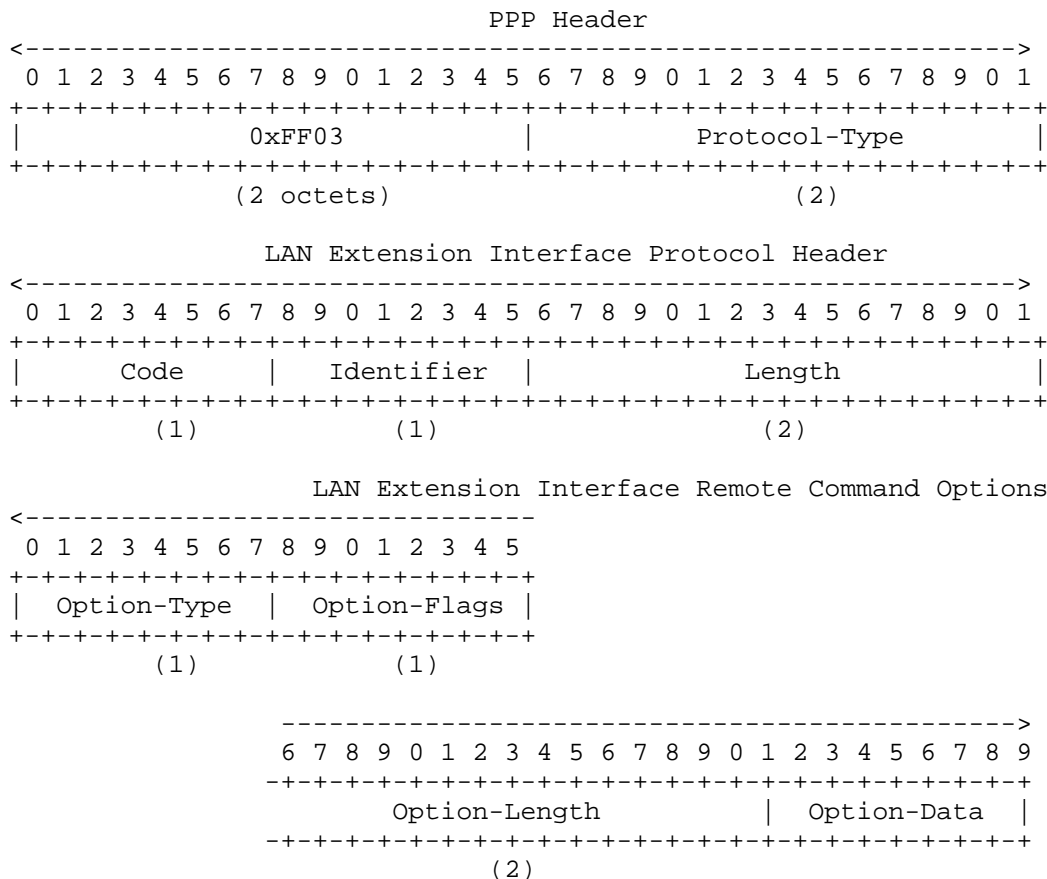 PPP Header
<-------------------------------------------------------------->
 0 1 2 3 4 5 6 7 8 9 0 1 2 3 4 5 6 7 8 9 0 1 2 3 4 5 6 7 8 9 0 1
+-+-+-+-+-+-+-+-+-+-+-+-+-+-+-+-+-+-+-+-+-+-+-+-+-+-+-+-+-+-+-+-+
|              0xFF03           |          Protocol-Type        |
+-+-+-+-+-+-+-+-+-+-+-+-+-+-+-+-+-+-+-+-+-+-+-+-+-+-+-+-+-+-+-+-+
              (2 octets)                         (2)
                LAN Extension Interface Protocol Header
<-------------------------------------------------------------->
 0 1 2 3 4 5 6 7 8 9 0 1 2 3 4 5 6 7 8 9 0 1 2 3 4 5 6 7 8 9 0 1
+-+-+-+-+-+-+-+-+-+-+-+-+-+-+-+-+-+-+-+-+-+-+-+-+-+-+-+-+-+-+-+-+
|      Code     |   Identifier  |             Length            |
+-+-+-+-+-+-+-+-+-+-+-+-+-+-+-+-+-+-+-+-+-+-+-+-+-+-+-+-+-+-+-+-+
         (1)            (1)                    (2)
                   LAN Extension Interface Remote Command Options
<--------------------------------
 0 1 2 3 4 5 6 7 8 9 0 1 2 3 4 5
+-+-+-+-+-+-+-+-+-+-+-+-+-+-+-+-+
|  Option-Type  |  Option-Flags |
+-+-+-+-+-+-+-+-+-+-+-+-+-+-+-+-+
         (1)            (1)
                 ---------------------------------------------->
                 6 7 8 9 0 1 2 3 4 5 6 7 8 9 0 1 2 3 4 5 6 7 8 9
                -+-+-+-+-+-+-+-+-+-+-+-+-+-+-+-+-+-+-+-+-+-+-+-+
                        Option-Length          |  Option-Data  |
                -+-+-+-+-+-+-+-+-+-+-+-+-+-+-+-+-+-+-+-+-+-+-+-+
                              (2)